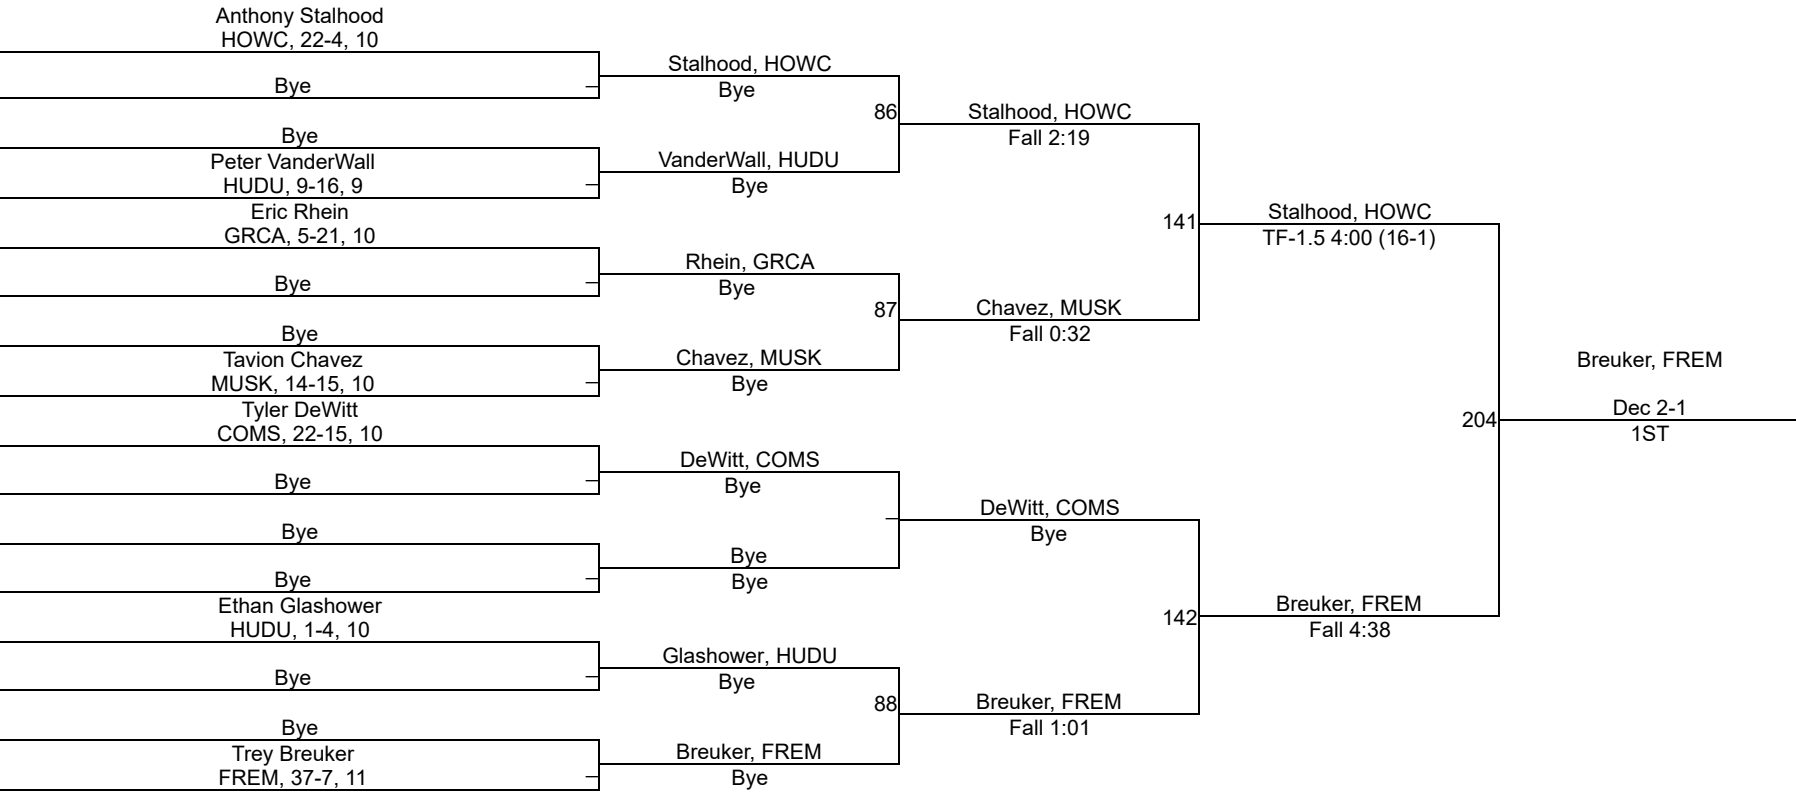 Anthony Stalhood
HOWC, 22-4, 10
Bye
Bye
Peter VanderWall
HUDU, 9-16, 9
Eric Rhein
GRCA, 5-21, 10
Bye
Bye
Tavion Chavez
MUSK, 14-15, 10
Tyler DeWitt
COMS, 22-15, 10
Bye
Bye
Bye
Ethan Glashower
HUDU, 1-4, 10
Bye
Bye
Trey Breuker
FREM, 37-7, 11
Stalhood, HOWC
Bye
86
VanderWall, HUDU
Bye
Rhein, GRCA
Bye
87
Chavez, MUSK
Bye
DeWitt, COMS
Bye
Bye
Bye
Glashower, HUDU
Bye
88
Breuker, FREM
Bye
Stalhood, HOWC
Fall 2:19
141
Chavez, MUSK
Fall 0:32
DeWitt, COMS
Bye
142
Breuker, FREM
Fall 1:01
Stalhood, HOWC
TF-1.5 4:00 (16-1)
204
Breuker, FREM
Fall 4:38
Breuker, FREM
Dec 2-1
1ST